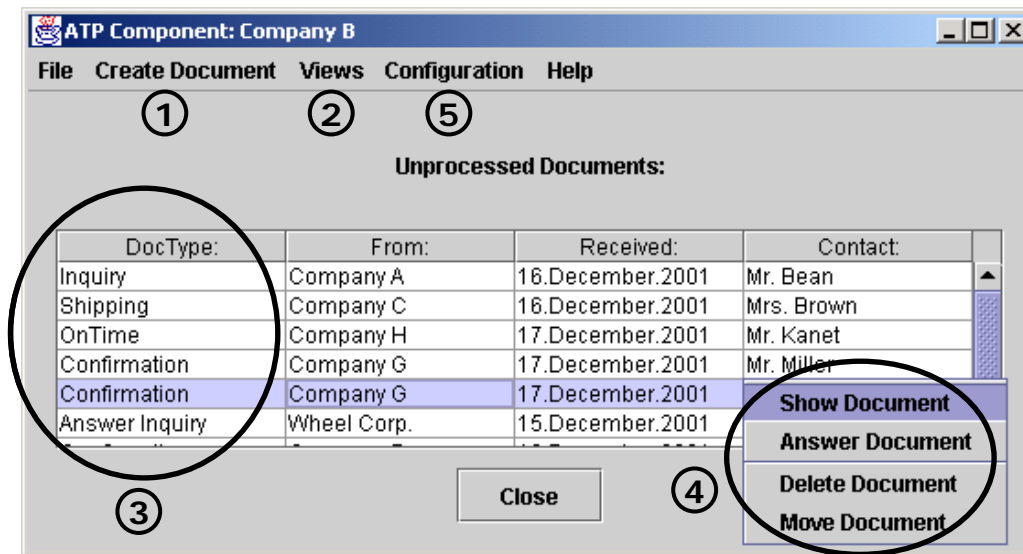 ATP Component: Company B
File Create Document Views Configuration Help
1 2 5
Unprocessed Documents:
DocType: From: Received: Contact:
Inquiry Company A 16.December.2001 Mr. Bean
Shipping Company C 16.December.2001 Mrs. Brown
OnTime Company H 17.December.2001 Mr. Kanet
Confirmation Company G 17.December.2001 Mr. Miller
Confirmation Company G 17.December.2001
Show Document
Answer Inquiry Wheel Corp. 15.December.2001
Answer Document
Delete Document
Move Document
3 Close 4